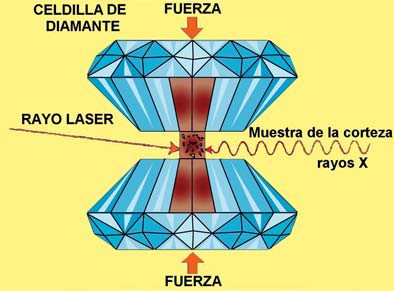 CELDILLA DE
DIAMANTE
FUERZA
RAYO LASER
Muestra de la corteza
rayos X
FUERZA